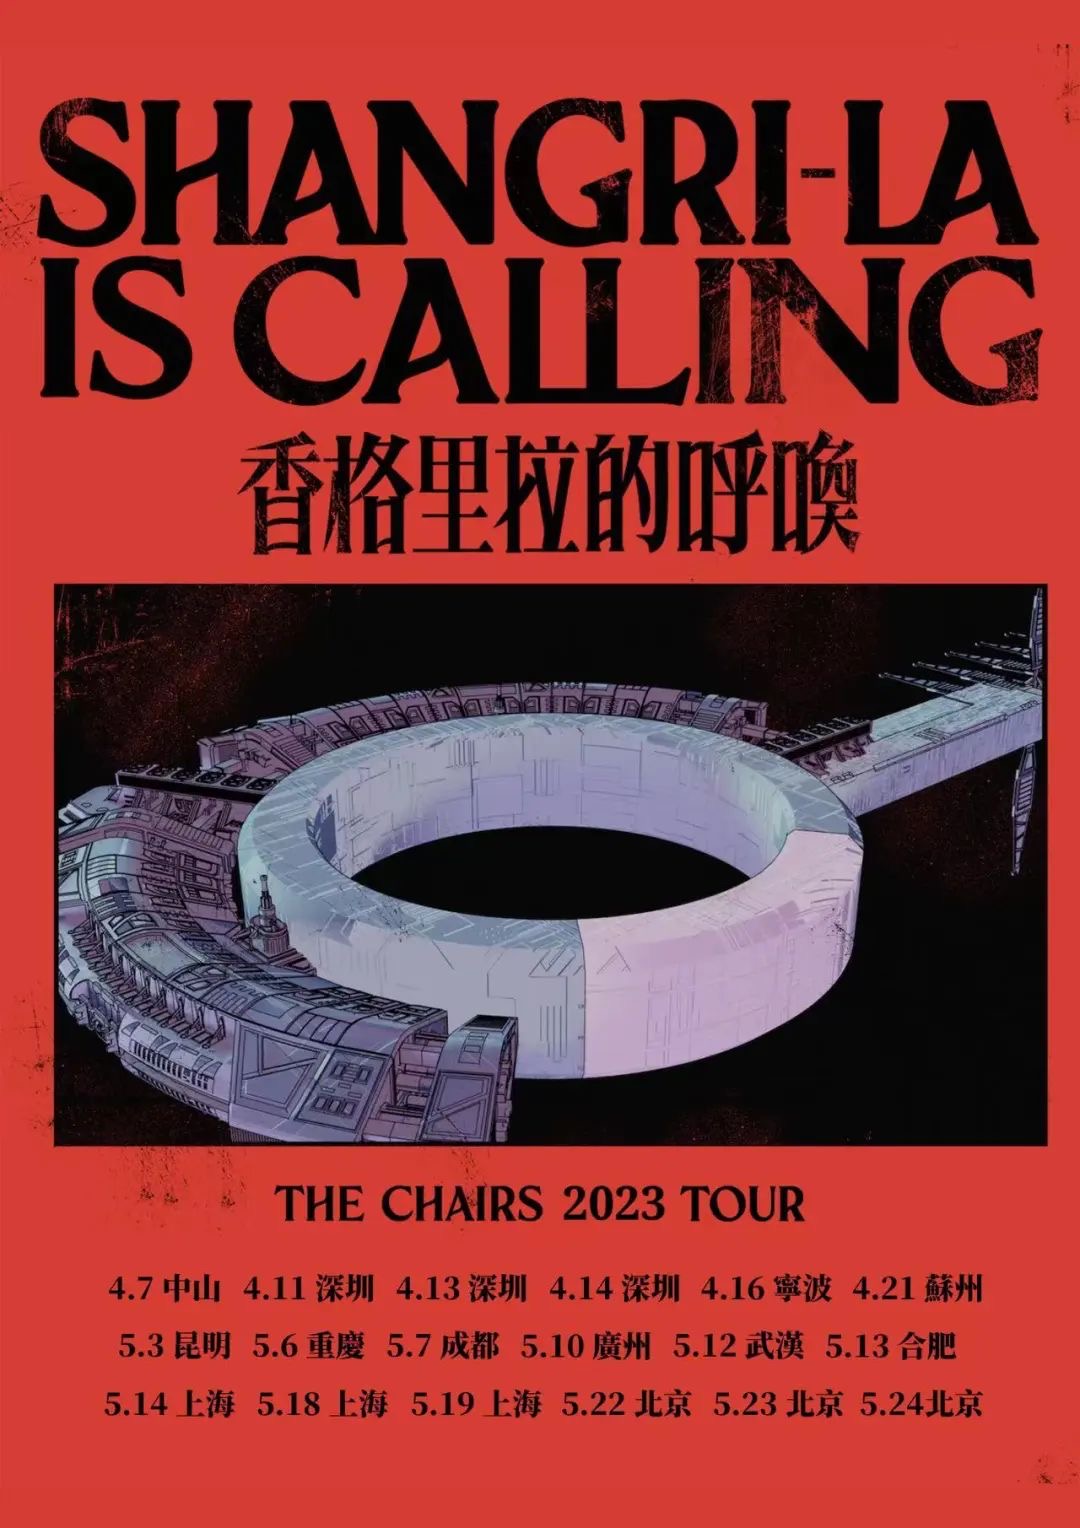 SHANGRI-LA
IS CALLING
香格里拉的呼喚
THE CHAIRS 2023 TOUR
4.7 中山 4.11 深圳 4.13 深圳 4.14 深圳 4.16 寧波 4.21 蘇州
5.3 昆明 5.6 重慶 5.7 成都 5.10 廣州 5.12 武漢 5.13 合肥
5.14 上海 5.18 上海 5.19 上海 5.22 北京 5.23 北京 5.24北京